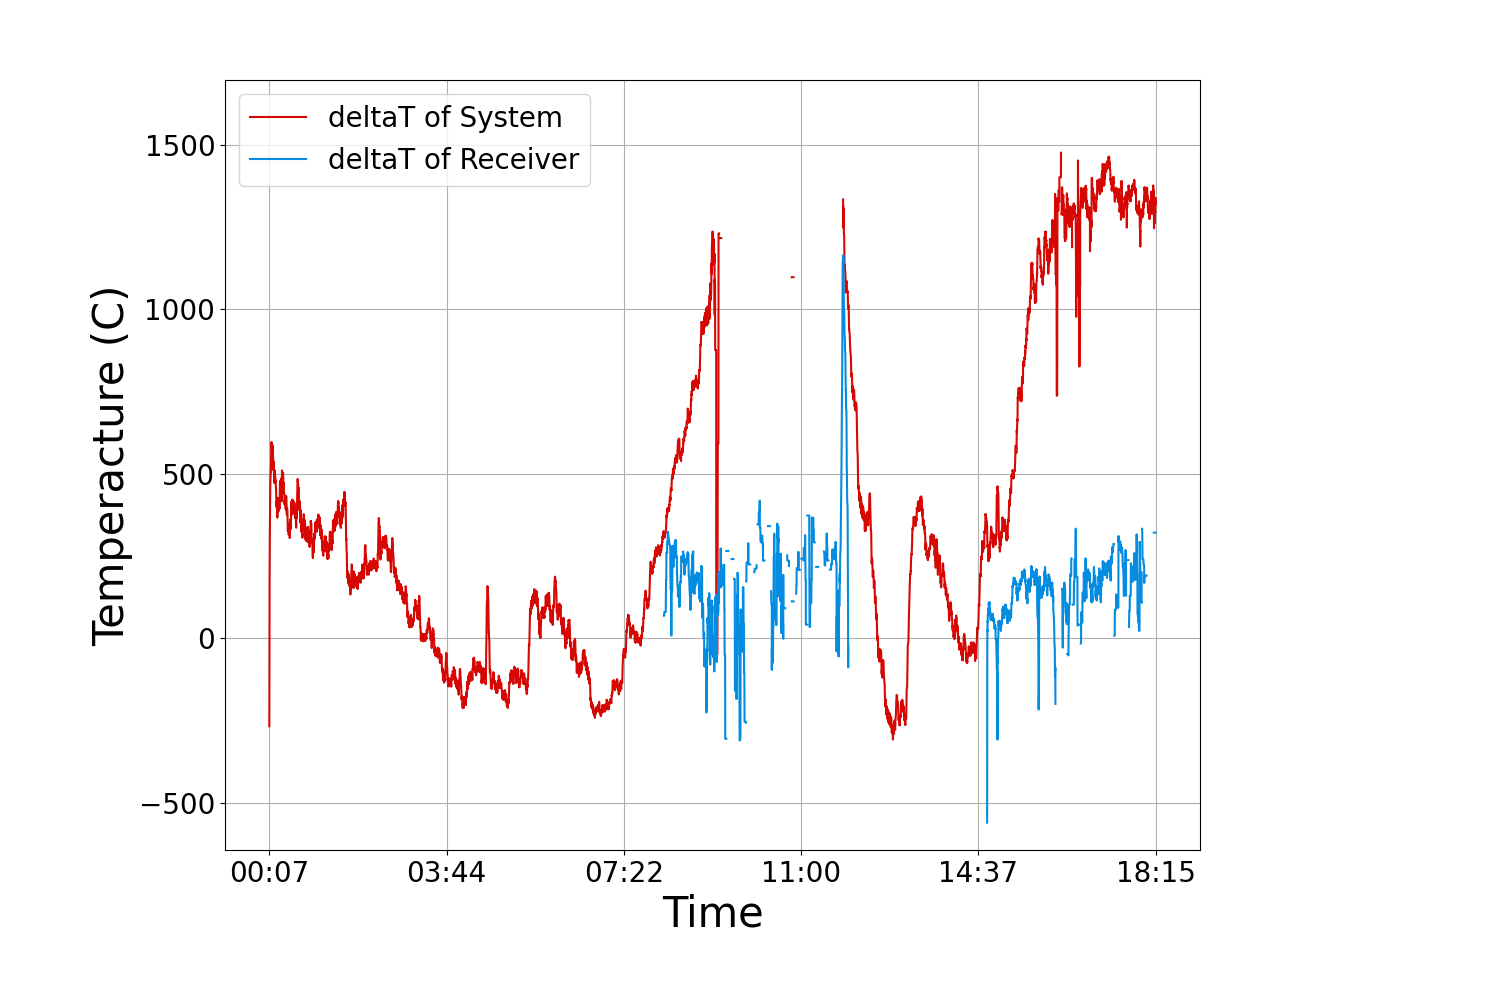 deltaT of System
deltaT of Receiver
Temperacture (C)
1500
1000
500
0
−500
00:07 03:44 07:22 11:00 14:37 18:15
Time